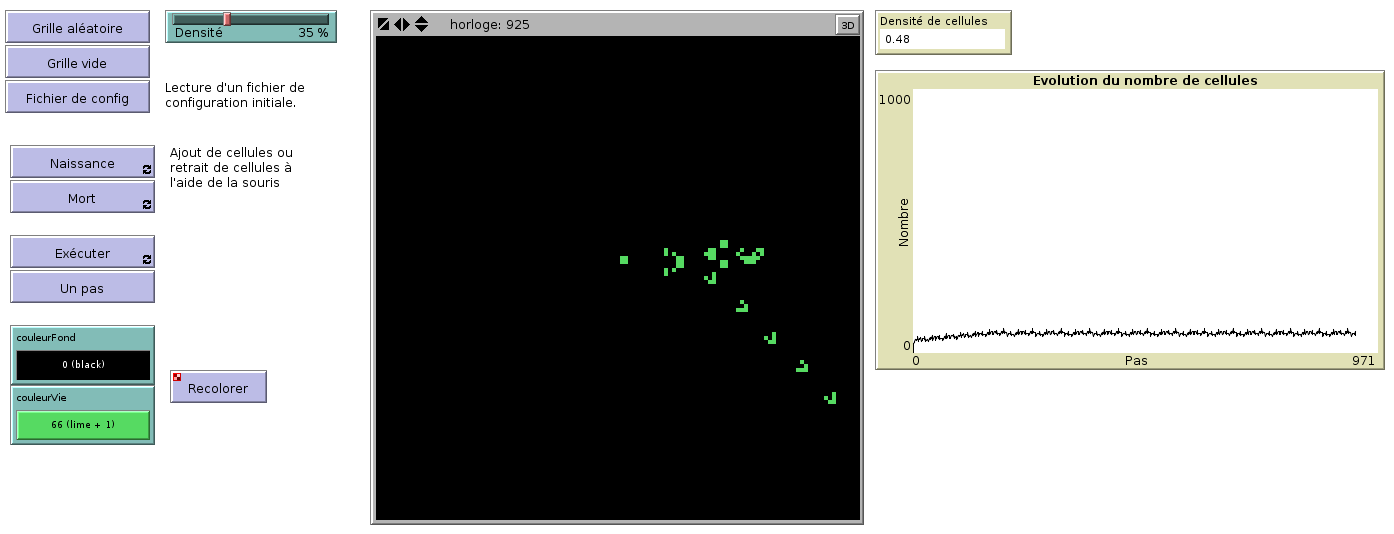 Grille aléatoire
Grille vide
Fichier de config
Densité 35 %
Lecture d'un fichier de
configuration initiale.
Naissance
Mort
Ajout de cellules ou
retrait de cellules à
l'aide de la souris
Exécuter
Un pas
couleurFond
0 (black)
couleurVie
66 (lime + 1)
Recolorer
horloge: 925
3D
Densité de cellules
0.48
Evolution du nombre de cellules
1000
Nombre
0
0 Pas 971